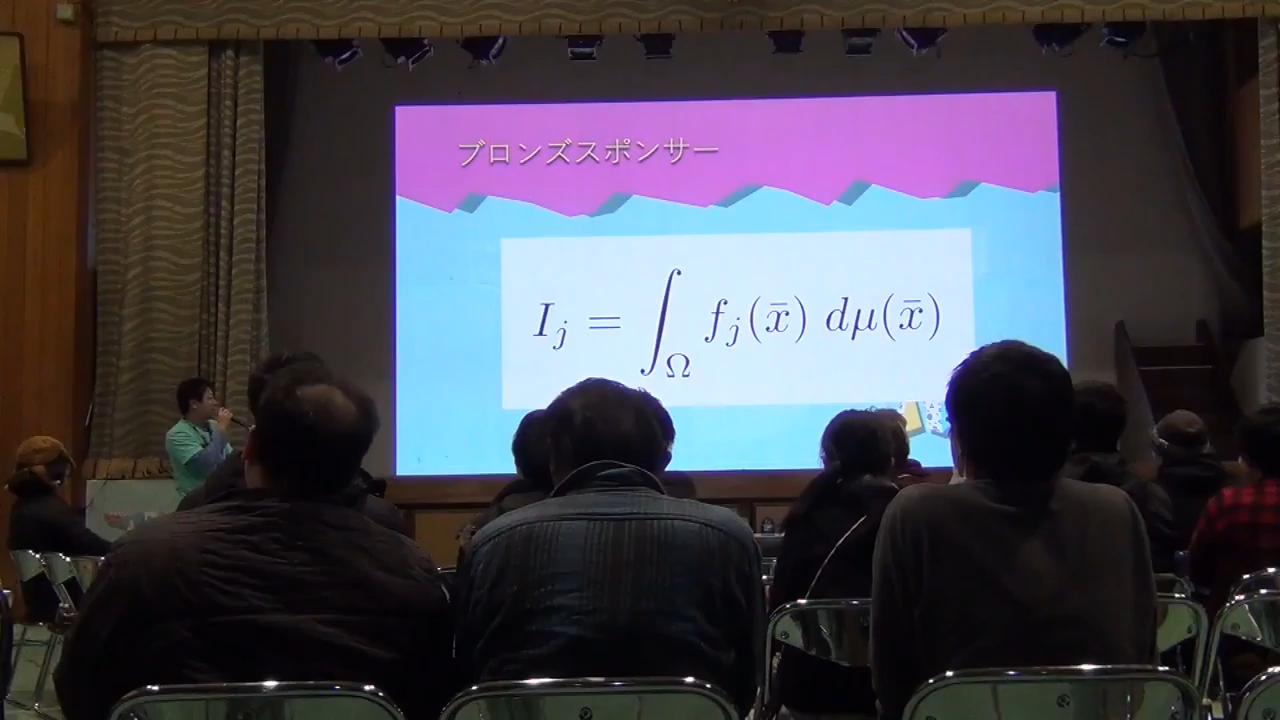 ブロンズスポンサー
I_j = ∫_Ω f_j(x̄) dμ(x̄)